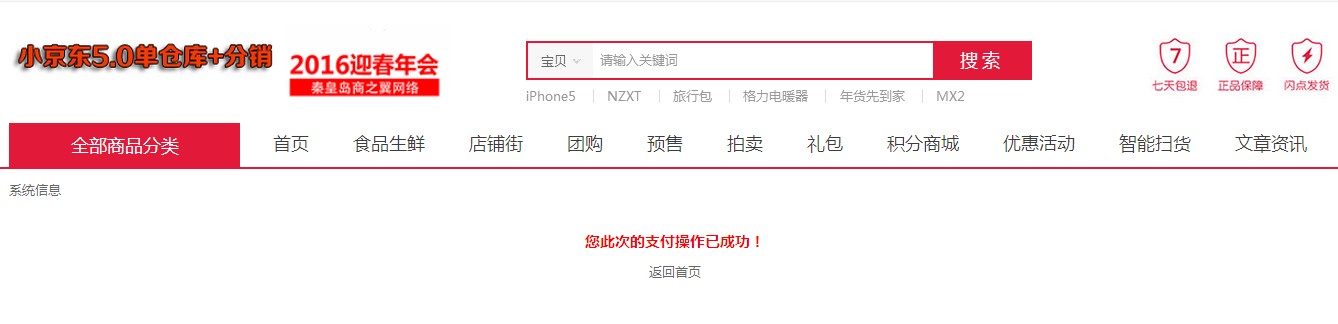 小京东5.0单仓库+分销
2016迎春年会
秦皇岛商之翼网络
宝贝 请输入关键词 搜索
iPhone5 NZXT 旅行包 格力电暖器 年货先到家 MX2
7 正
七天包退 正品保障 闪点发货
全部商品分类 首页 食品生鲜 店铺街 团购 预售 拍卖 礼包 积分商城 优惠活动 智能扫货 文章资讯
系统信息
您此次的支付操作已成功！
返回首页